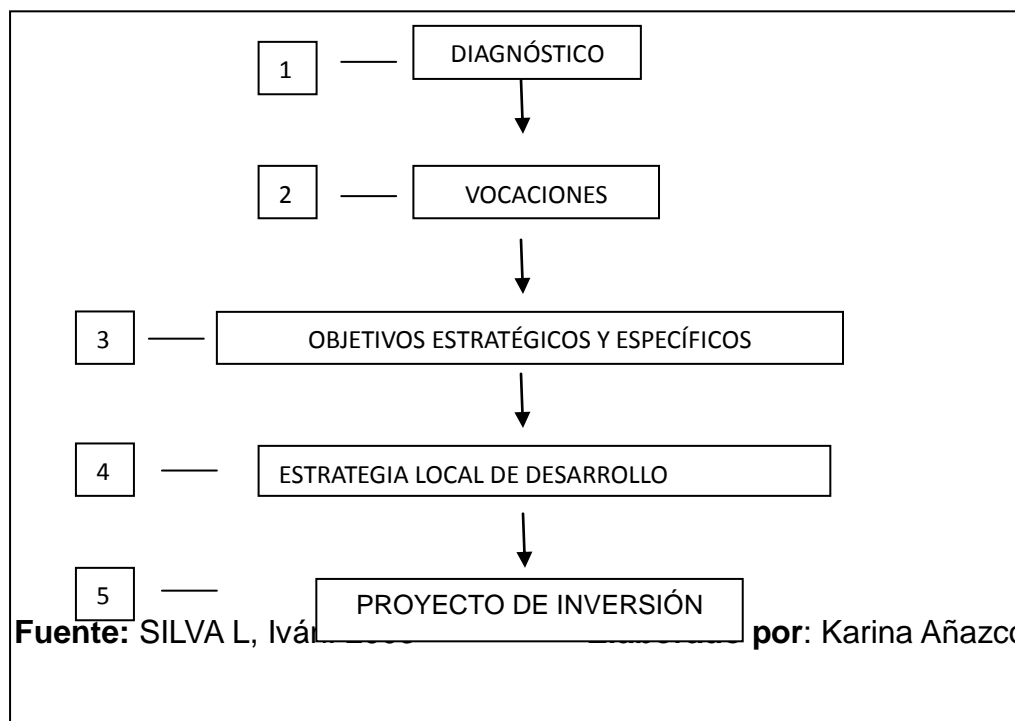 1 DIAGNÓSTICO
2 VOCACIONES
3 OBJETIVOS ESTRATÉGICOS Y ESPECÍFICOS
4 ESTRATEGIA LOCAL DE DESARROLLO
5 PROYECTO DE INVERSIÓN
Fuente: SILVA L, por: Karina Añazco